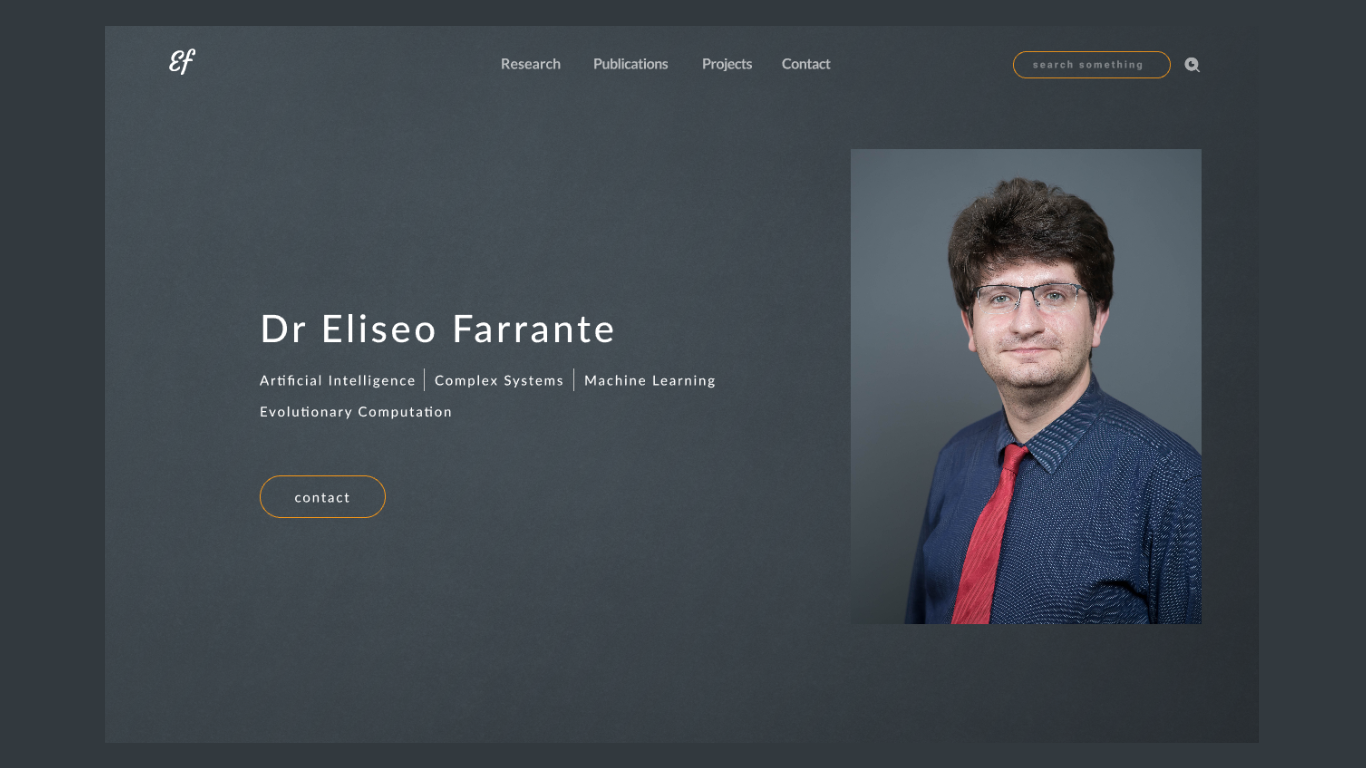 Ef
Research Publications Projects Contact
search something
Dr Eliseo Farrante
Artificial Intelligence Complex Systems Machine Learning
Evolutionary Computation
contact